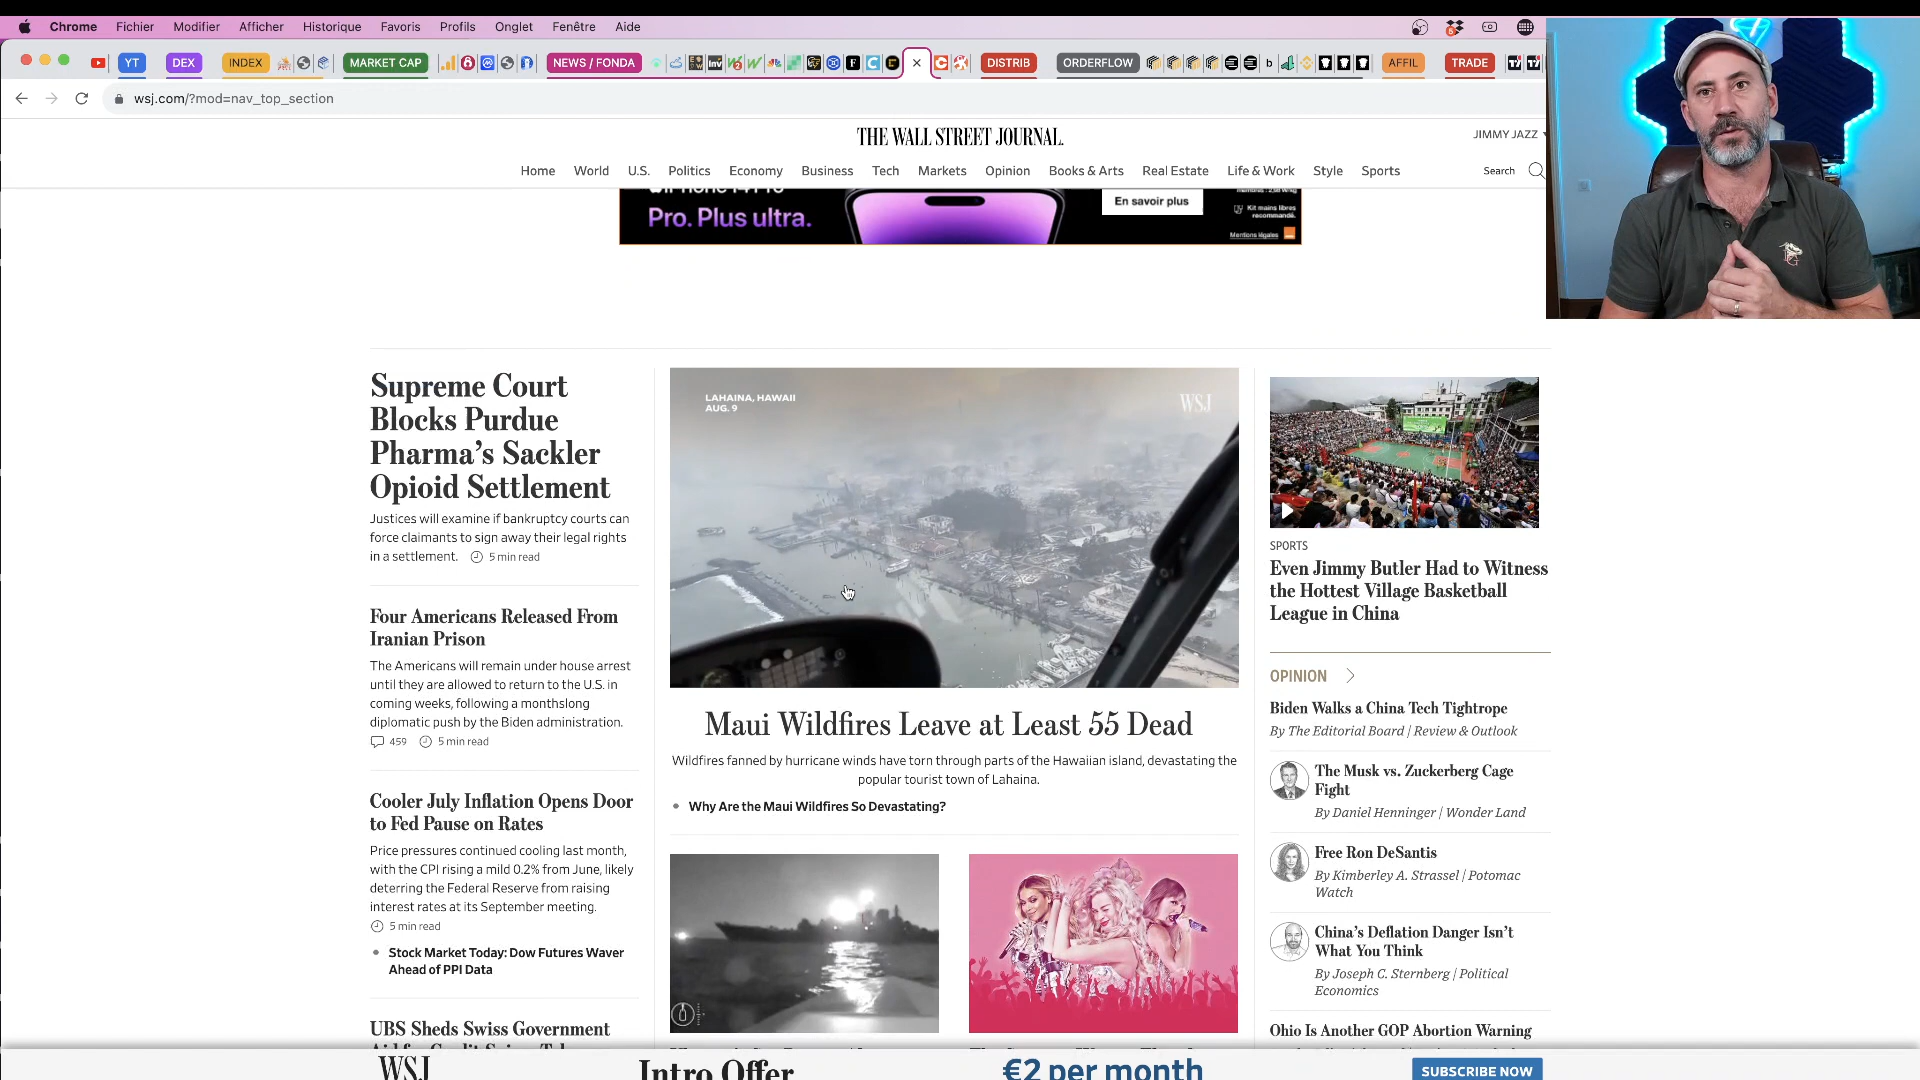 Chrome Fichier Modifier Afficher Historique Favoris Profils Onglet Fenêtre Aide
YT DEX INDEX MARKET CAP NEWS / FONDA DISTRIB ORDERFLOW AFFIL TRADE
wsj.com/?mod=nav_top_section
THE WALL STREET JOURNAL.
JIMMY JAZZ
Home World U.S. Politics Economy Business Tech Markets Opinion Books & Arts Real Estate Life & Work Style Sports
Search
Pro. Plus ultra.
En savoir plus
Kit mains libres
recommandé.
Mentions légales
Supreme Court
Blocks Purdue
Pharma's Sackler
Opioid Settlement
Justices will examine if bankruptcy courts can
force claimants to sign away their legal rights
in a settlement. 5 min read
Four Americans Released From
Iranian Prison
The Americans will remain under house arrest
until they are allowed to return to the U.S. in
coming weeks, following a monthslong
diplomatic push by the Biden administration.
459 5 min read
Cooler July Inflation Opens Door
to Fed Pause on Rates
Price pressures continued cooling last month,
with the CPI rising a mild 0.2% from June, likely
deterring the Federal Reserve from raising
interest rates at its September meeting.
5 min read
Stock Market Today: Dow Futures Waver
Ahead of PPI Data
UBS Sheds Swiss Government
LAHAINA, HAWAII
AUG. 9
WSJ
Maui Wildfires Leave at Least 55 Dead
Wildfires fanned by hurricane winds have torn through parts of the Hawaiian island, devastating the
popular tourist town of Lahaina.
Why Are the Maui Wildfires So Devastating?
SPORTS
Even Jimmy Butler Had to Witness
the Hottest Village Basketball
League in China
OPINION
Biden Walks a China Tech Tightrope
By The Editorial Board | Review & Outlook
The Musk vs. Zuckerberg Cage
Fight
By Daniel Henninger | Wonder Land
Free Ron DeSantis
By Kimberley A. Strassel | Potomac
Watch
China's Deflation Danger Isn't
What You Think
By Joseph C. Sternberg | Political
Economics
Ohio Is Another GOP Abortion Warning
WSJ
Intro Offer
€2 per month
SUBSCRIBE NOW